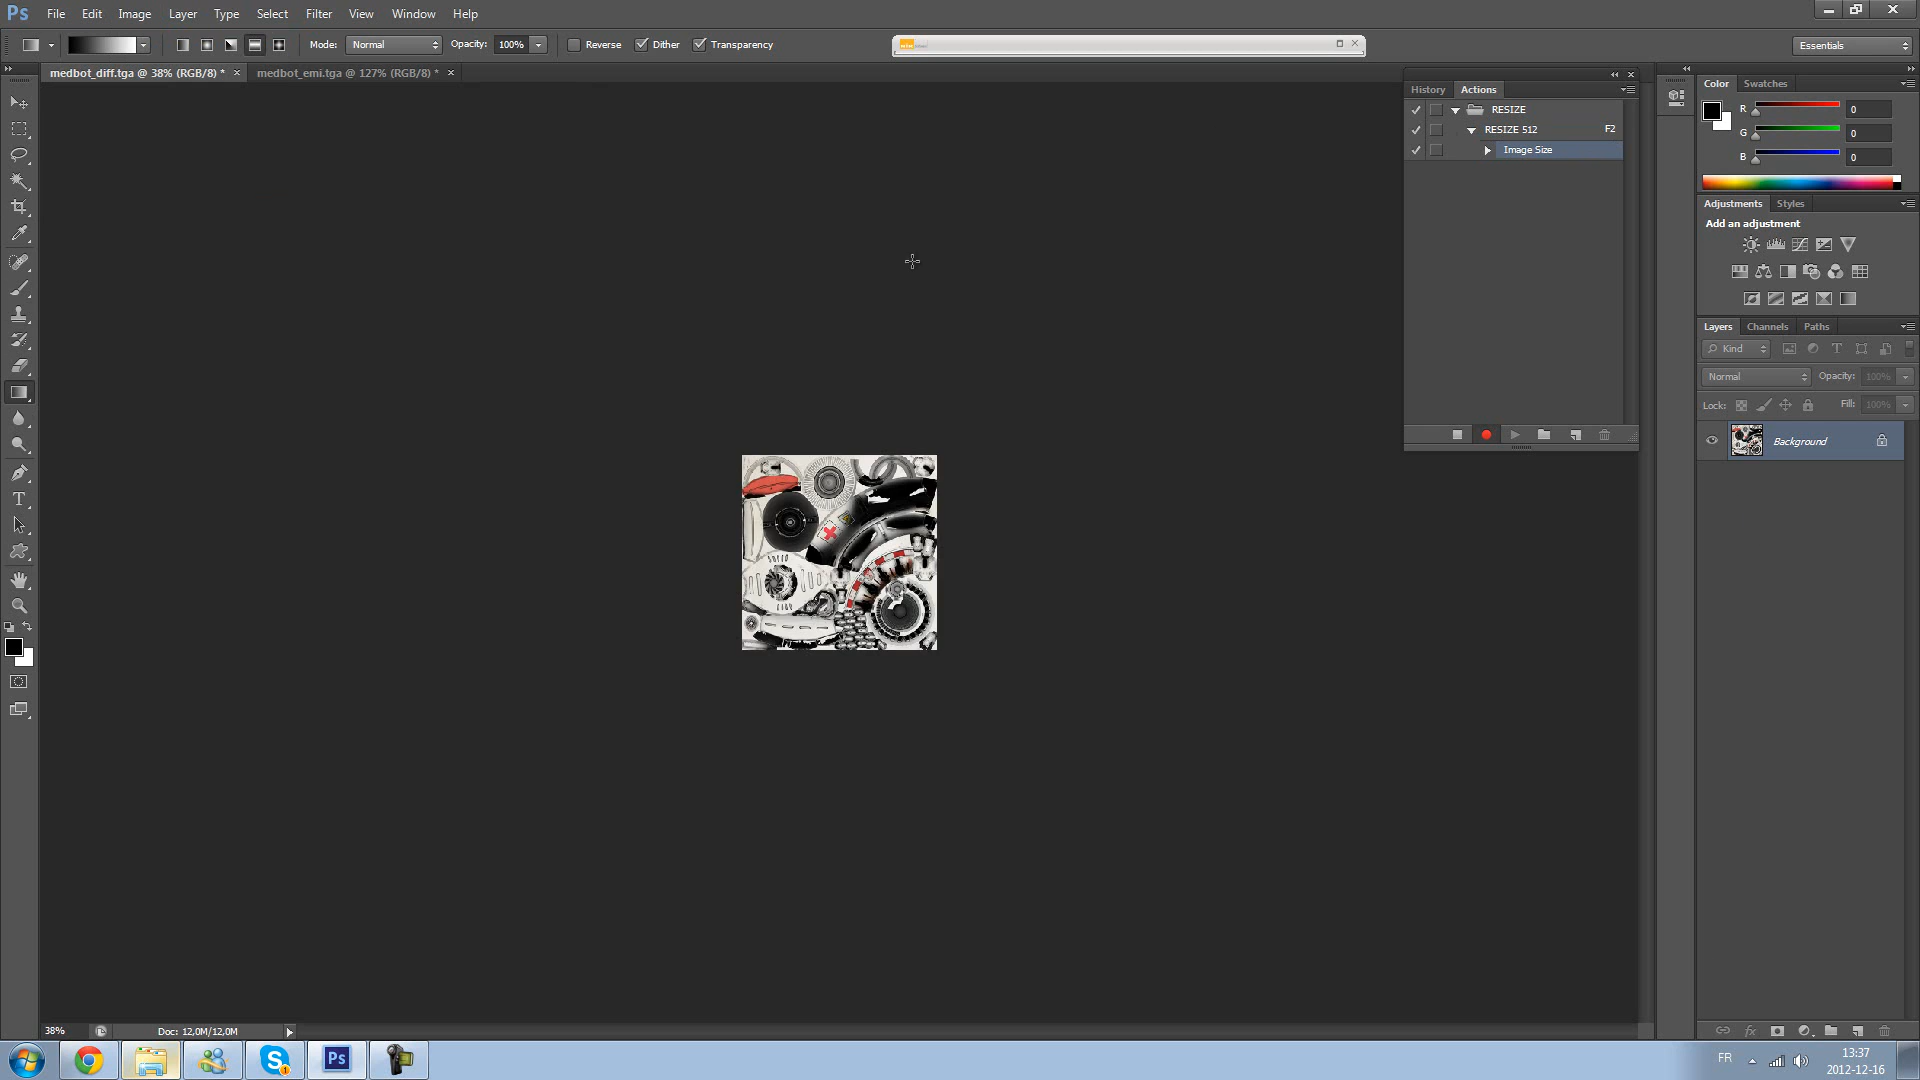 Ps File Edit Image Layer Type Select Filter View Window Help
Mode: Normal Opacity: 100% Reverse Dither Transparency Essentials
medbot_diff.tga @ 38% (RGB/8) * × medbot_emi.tga @ 127% (RGB/8) * ×
History Actions
RESIZE
RESIZE 512 F2
Image Size
Color Swatches
R 0
G 0
B 0
Adjustments Styles
Add an adjustment
Layers Channels Paths
Kind
Normal Opacity: 100%
Lock: Fill: 100%
Background
38% Doc: 12,0M/12,0M
FR 13:37
2012-12-16